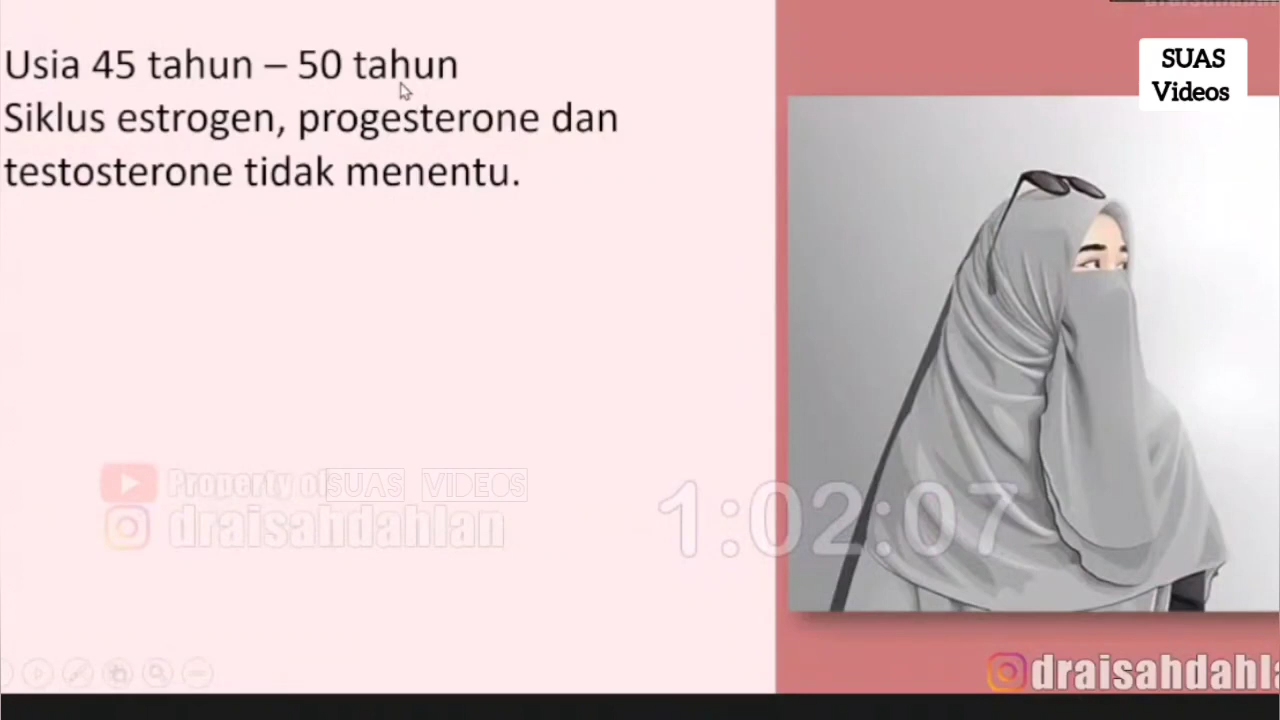 Usia 45 tahun – 50 tahun
Siklus estrogen, progesterone dan
testosterone tidak menentu.
SUAS
Videos
Property of SUAS VIDEOS
draisahdahlan
1:02:07
draisahdahla